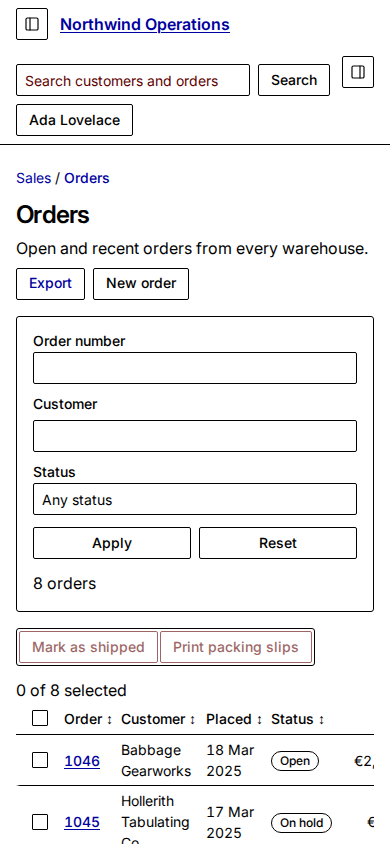 Northwind Operations
Search customers and orders Search
Ada Lovelace
Sales / Orders
Orders
Open and recent orders from every warehouse.
Export New order
Order number
Customer
Status
Any status
Apply Reset
8 orders
Mark as shipped Print packing slips
0 of 8 selected
Order ↕ Customer ↕ Placed ↕ Status ↕
1046 Babbage Gearworks 18 Mar 2025 Open €2,
1045 Hollerith Tabulating 17 Mar 2025 On hold €